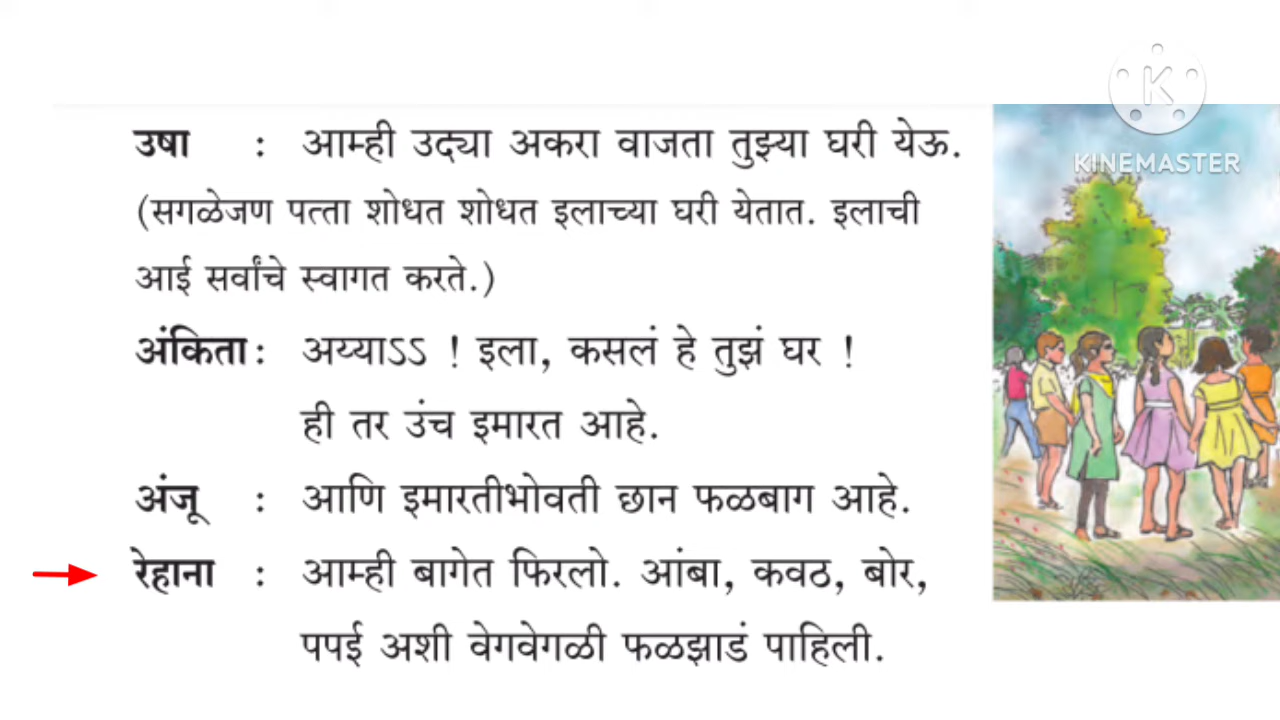 KINEMASTER
उषा : आम्ही उद्या अकरा वाजता तुझ्या घरी येऊ.
(सगळेजण पत्ता शोधत शोधत इलाच्या घरी येतात. इलाची
आई सर्वांचे स्वागत करते.)
अंकिता : अय्याऽऽ ! इला, कसलं हे तुझं घर !
ही तर उंच इमारत आहे.
अंजू : आणि इमारतीभोवती छान फळबाग आहे.
रेहाना : आम्ही बागेत फिरलो. आंबा, कवठ, बोर,
पपई अशी वेगवेगळी फळझाडं पाहिली.